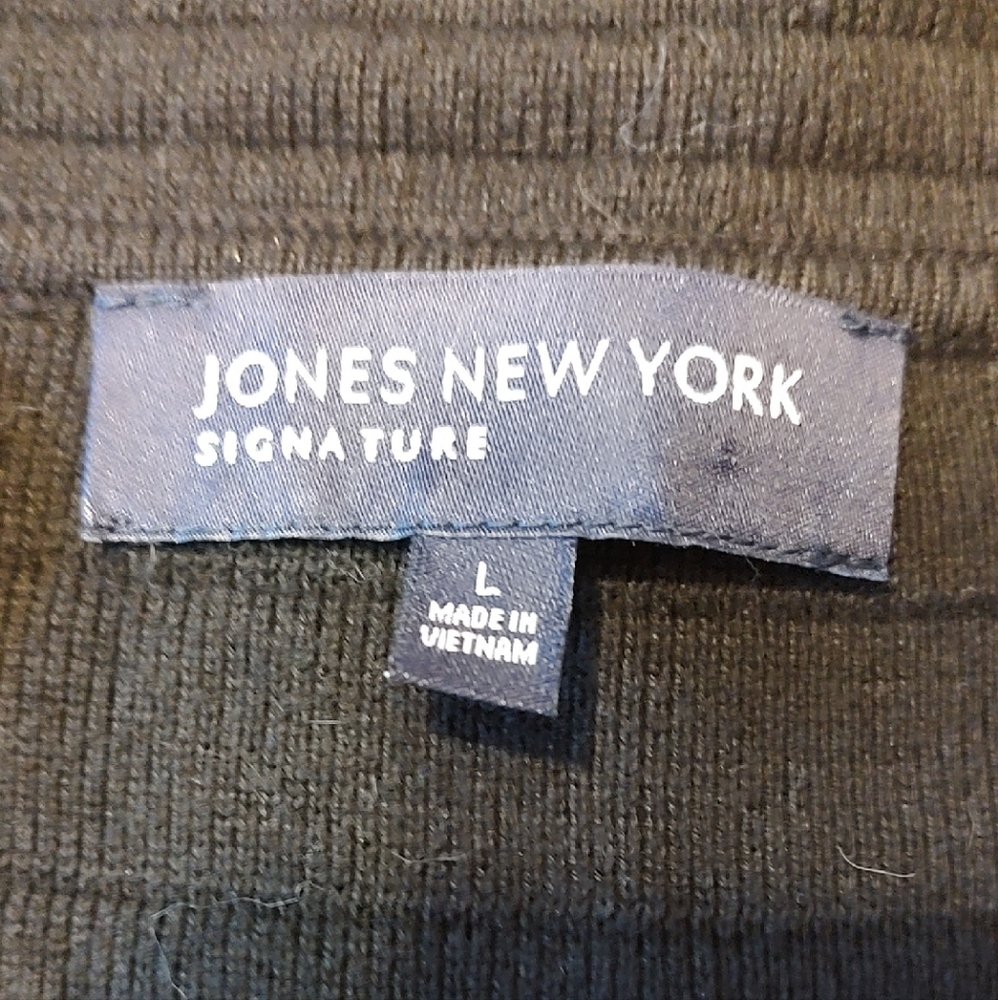 JONES NEW YORK
SIGNATURE
L
MADE IN
VIETNAM